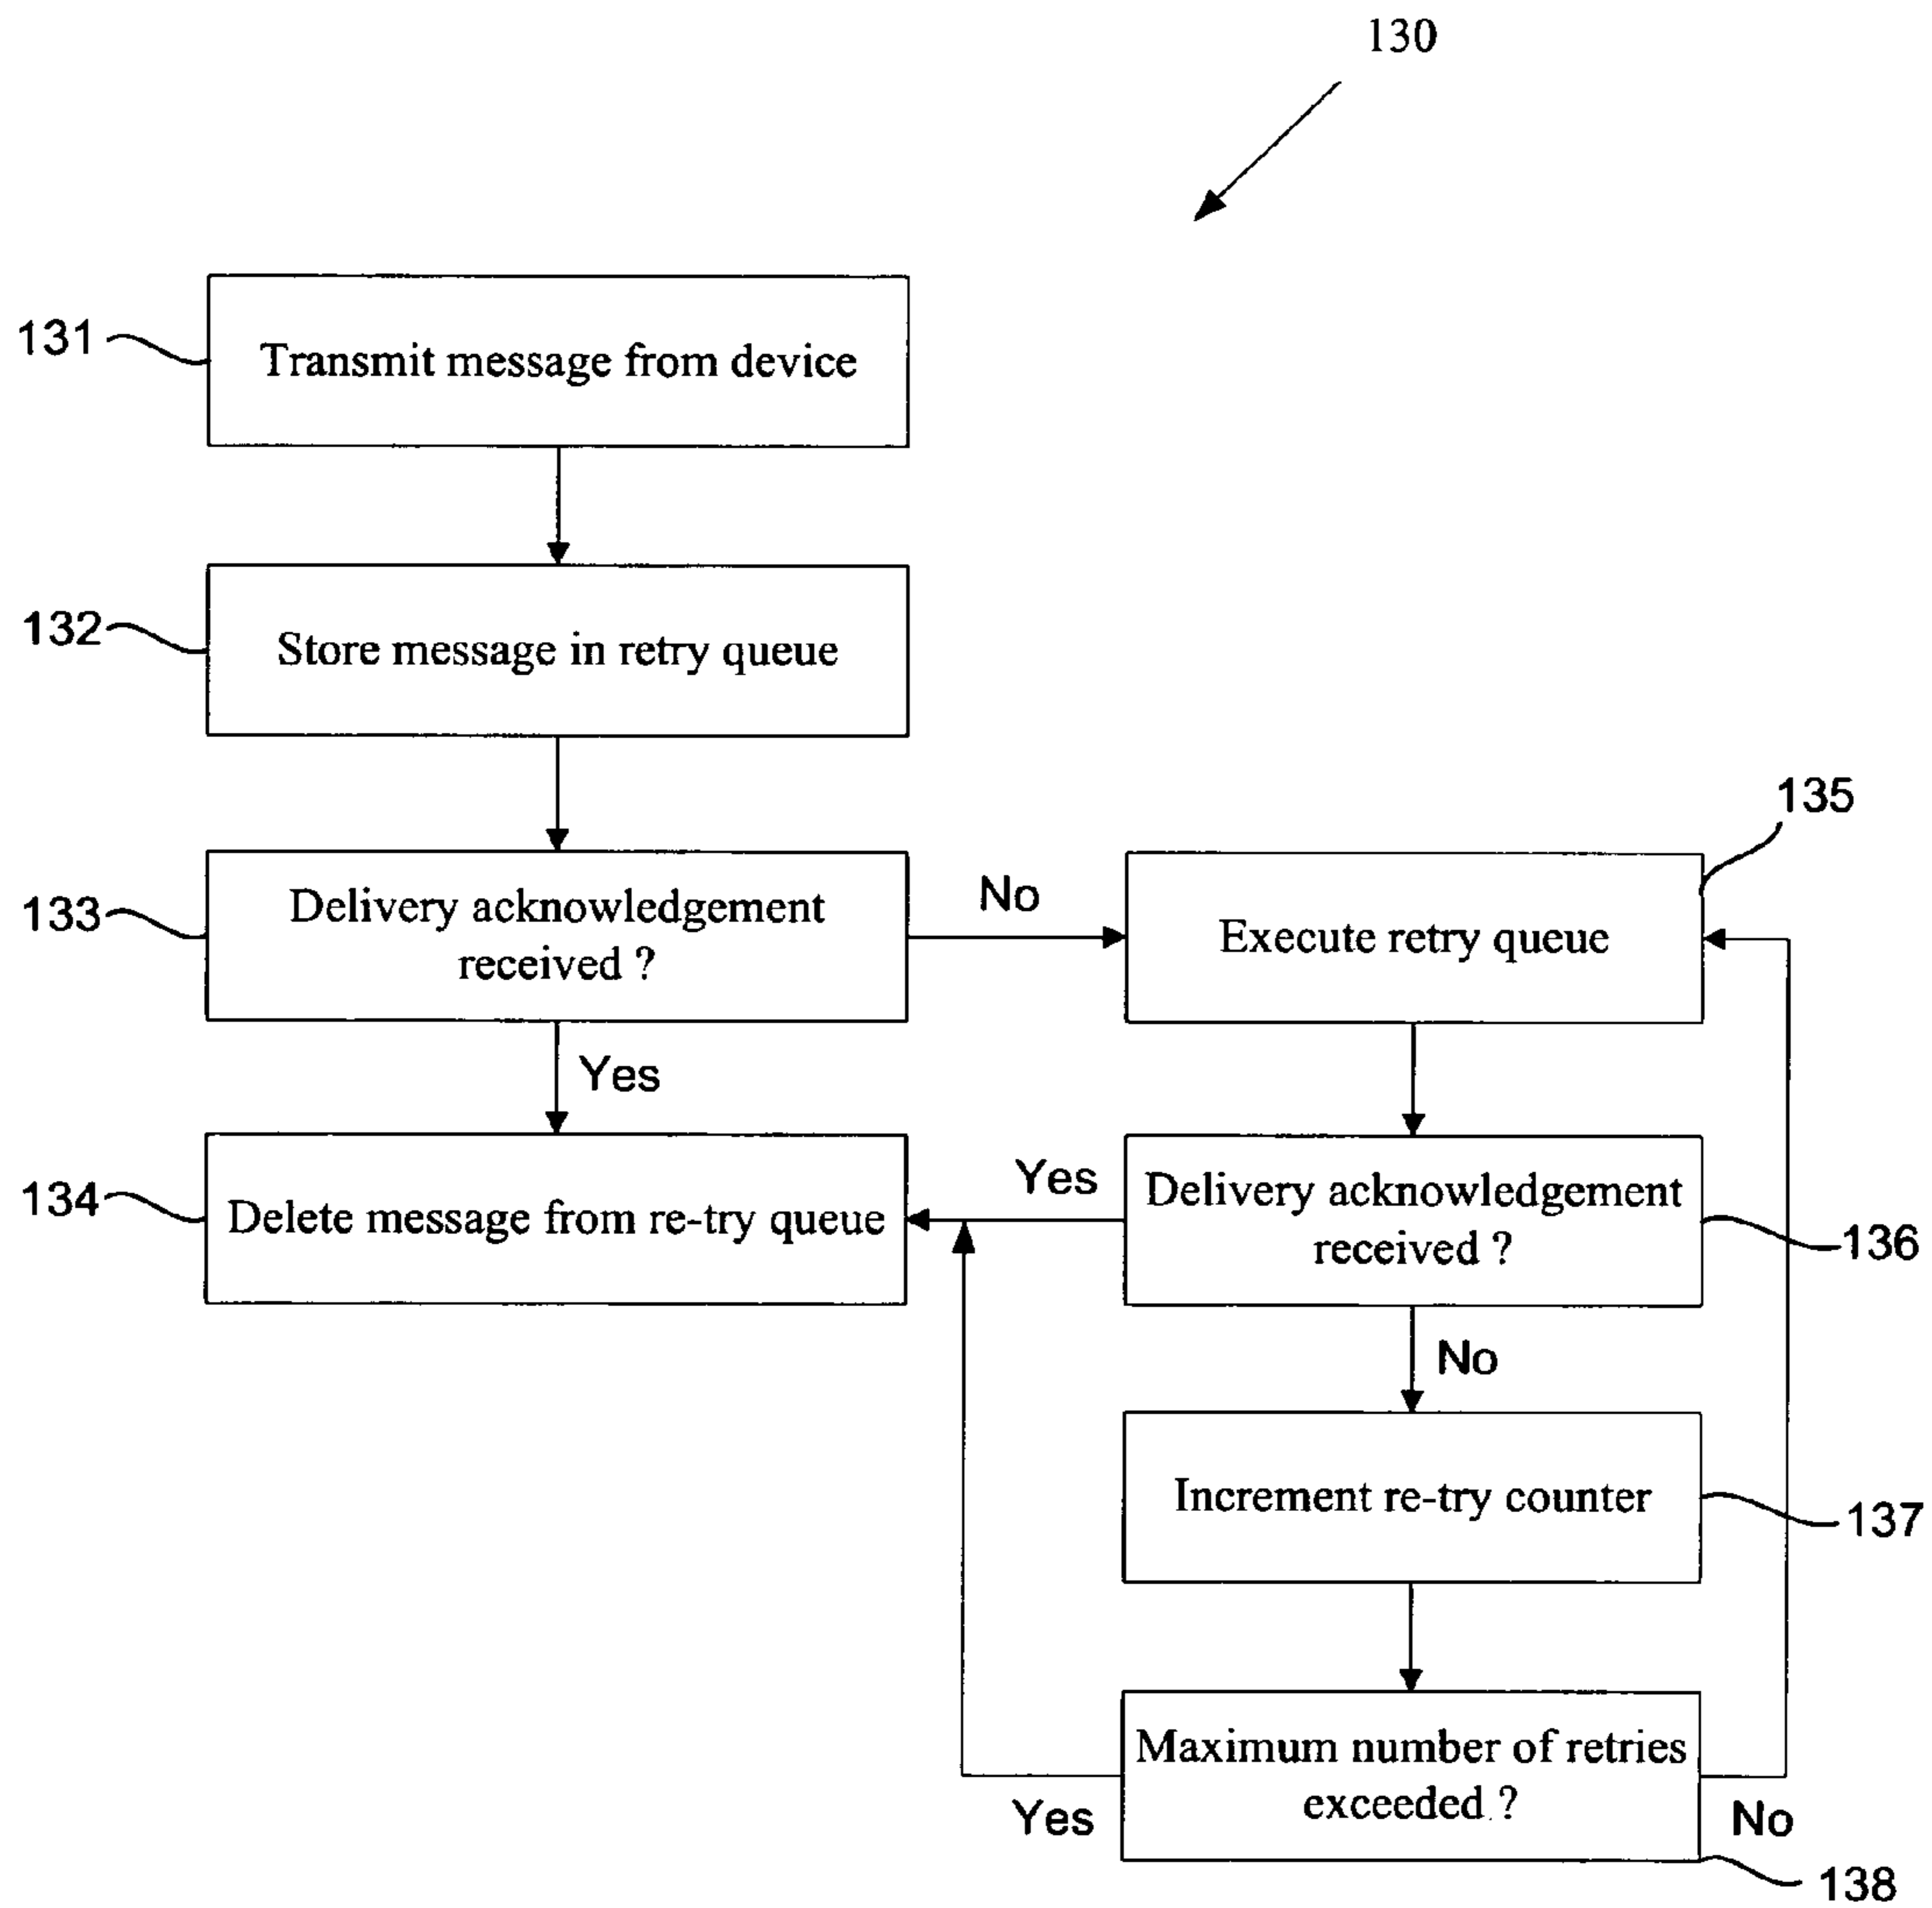 130
131
Transmit message from device
132
Store message in retry queue
133
Delivery acknowledgement
received ?
No
135
Execute retry queue
Yes
134
Delete message from re-try queue
Yes
Delivery acknowledgement
received ?
136
No
Increment re-try counter
137
Maximum number of retries
exceeded ?
Yes
No
138